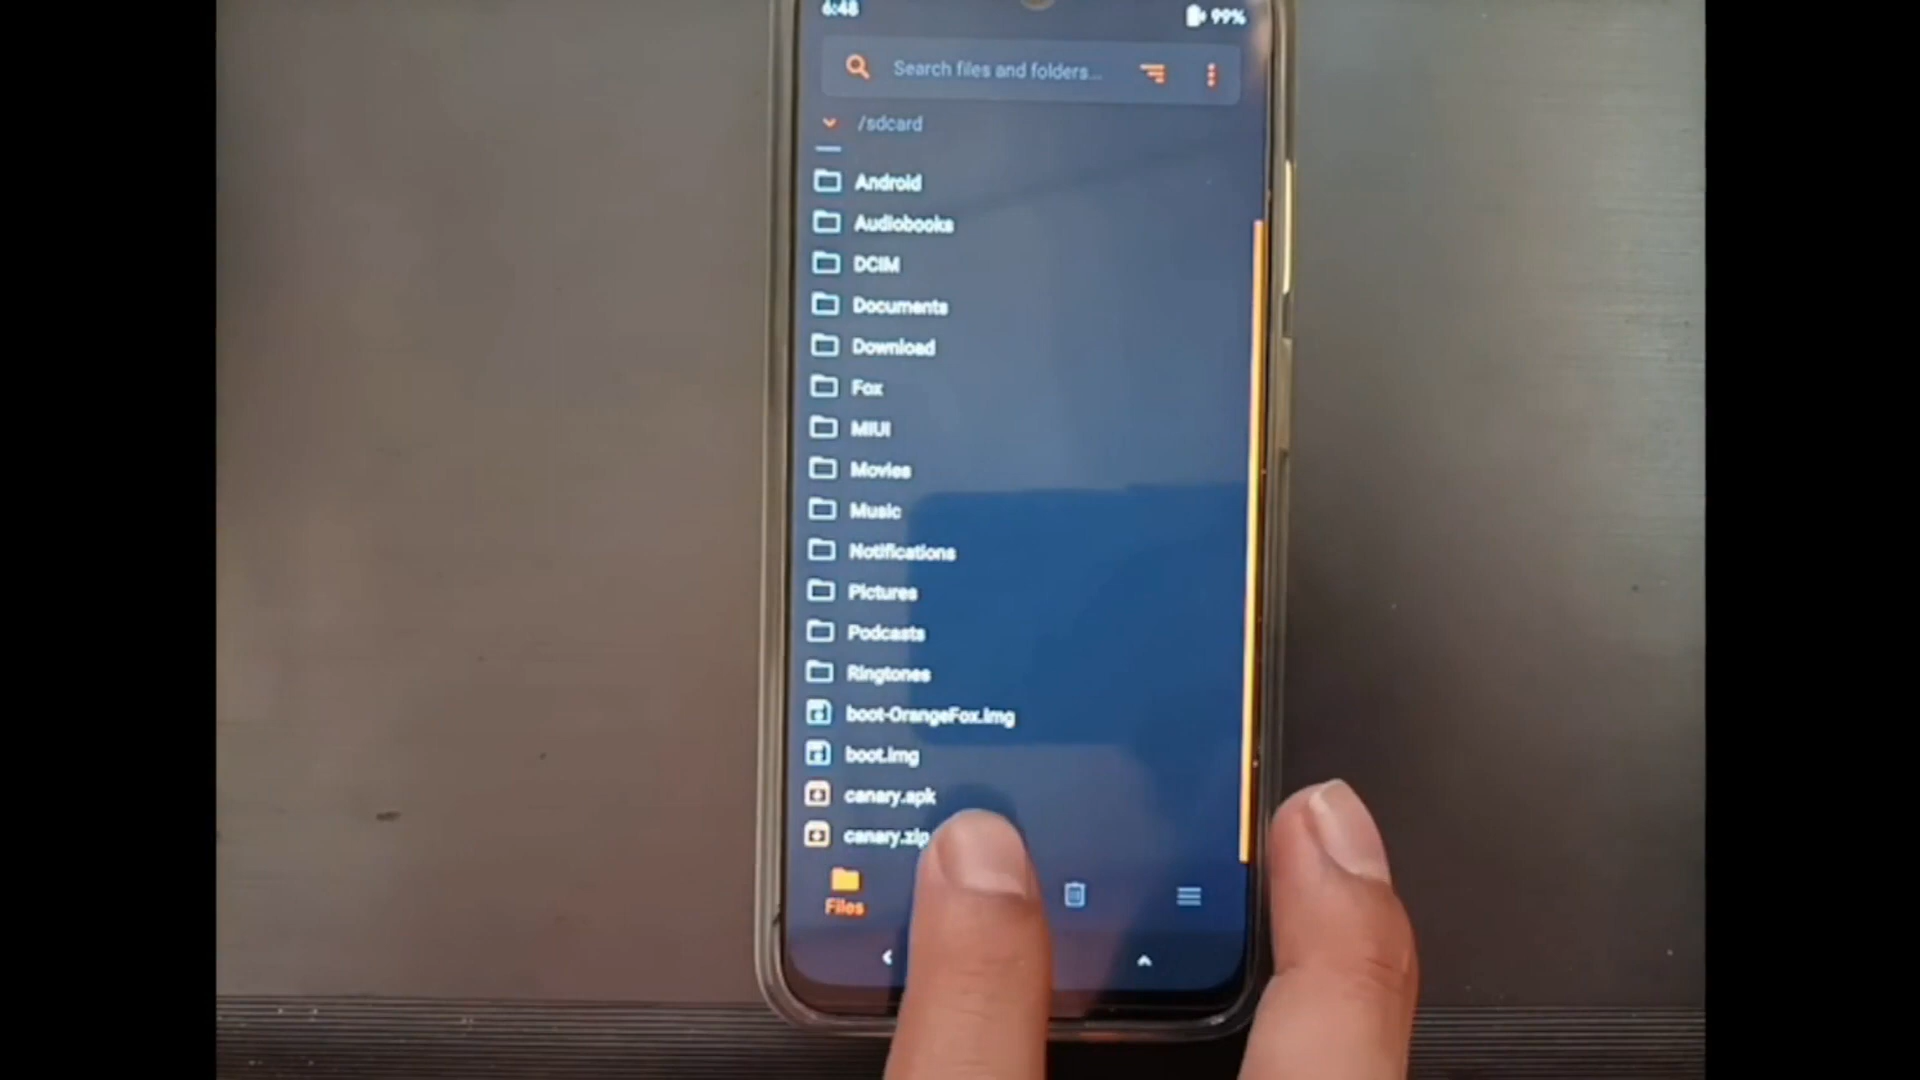 6:48
99%
Search files and folders...
/sdcard
Android
Audiobooks
DCIM
Documents
Download
Fox
MIUI
Movies
Music
Notifications
Pictures
Podcasts
Ringtones
boot-OrangeFox.img
boot.img
canary.apk
canary.zip
Files